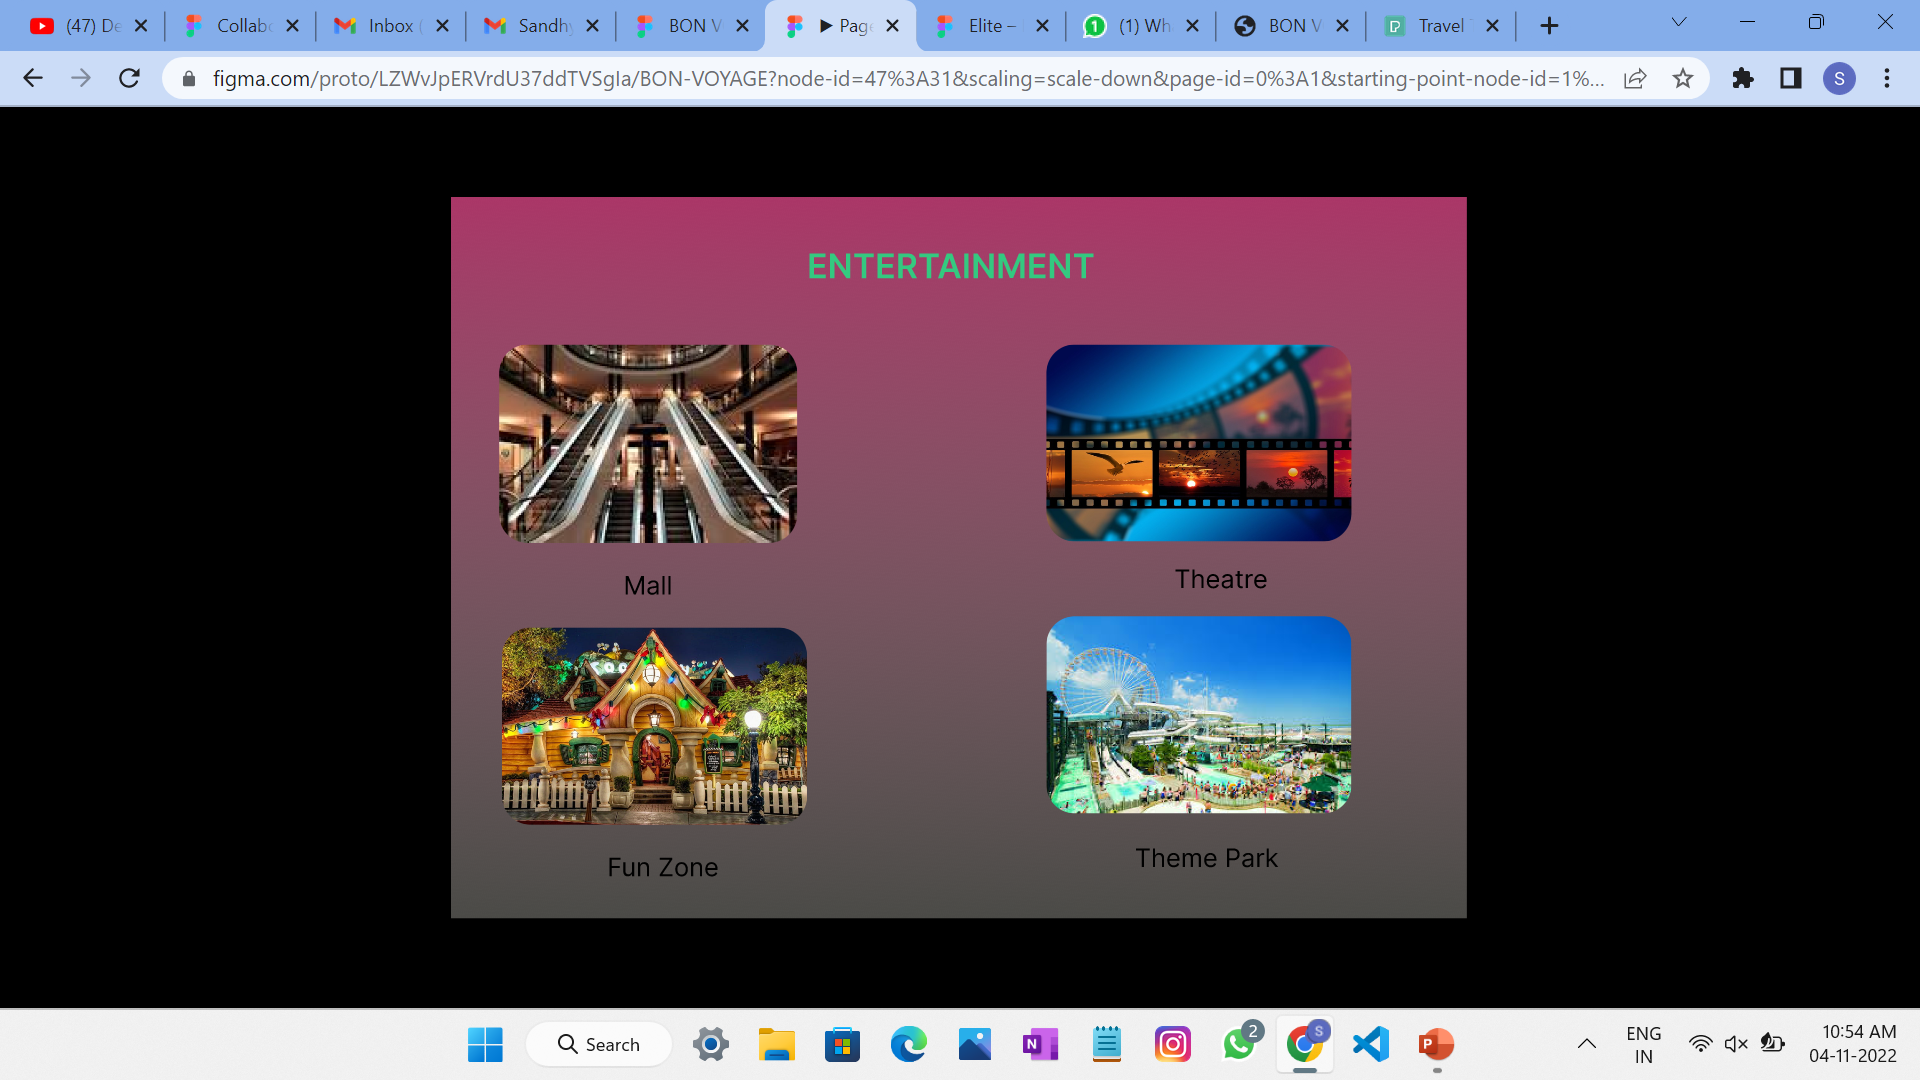 (47) De
Collabo
Inbox (
Sandhy
BON V
Page
Elite –
(1) Wh
BON V
Travel
figma.com/proto/LZWvJpERVrdU37ddTVSgla/BON-VOYAGE?node-id=47%3A31&scaling=scale-down&page-id=0%3A1&starting-point-node-id=1%...
S
ENTERTAINMENT
Mall
Theatre
Fun Zone
Theme Park
Search
2
S
ENG
IN
10:54 AM
04-11-2022